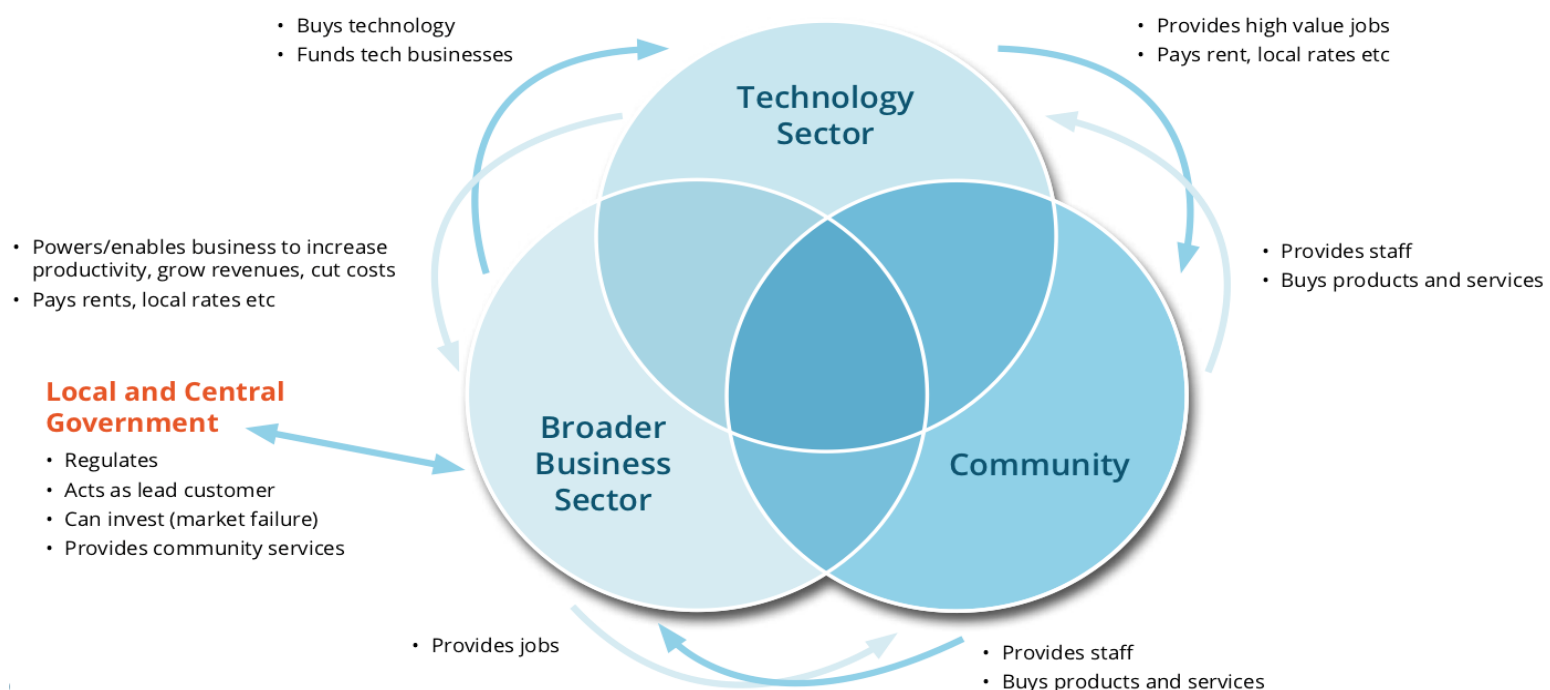 • Buys technology
• Funds tech businesses
• Provides high value jobs
• Pays rent, local rates etc
Technology
Sector
• Powers/enables business to increase
productivity, grow revenues, cut costs
• Pays rents, local rates etc
• Provides staff
• Buys products and services
Local and Central
Government
• Regulates
• Acts as lead customer
• Can invest (market failure)
• Provides community services
Broader
Business
Sector
Community
• Provides jobs
• Provides staff
• Buys products and services